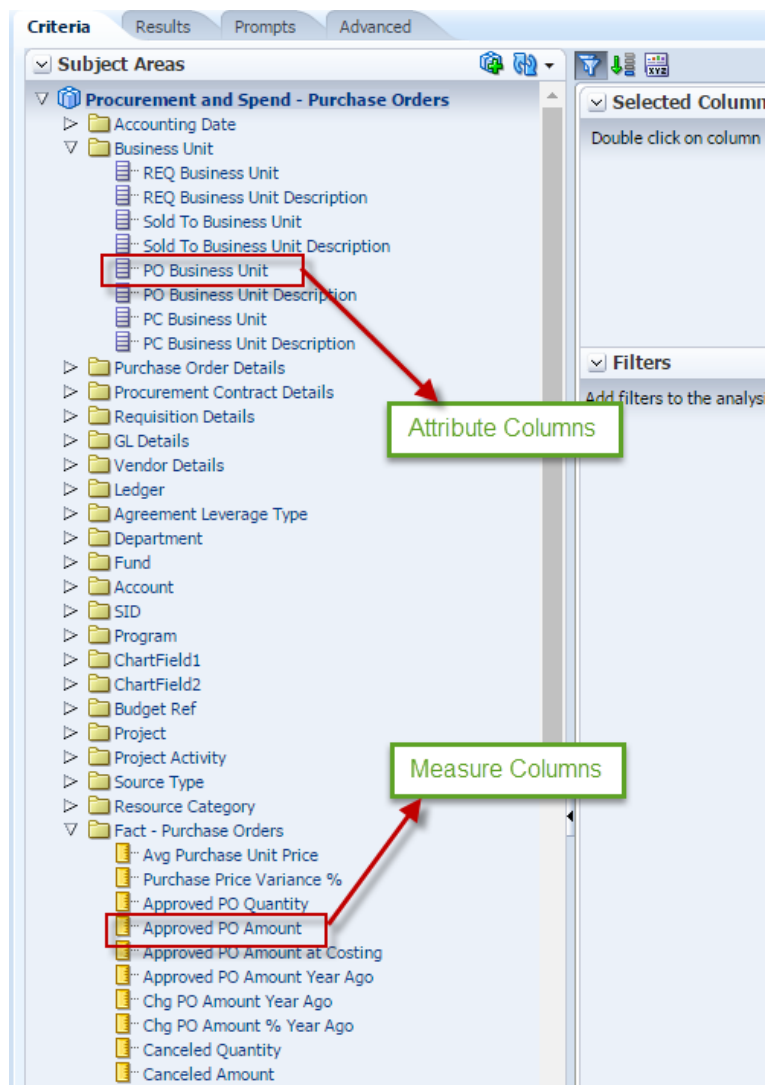 Criteria Results Prompts Advanced
Subject Areas
Procurement and Spend - Purchase Orders
Accounting Date
Business Unit
REQ Business Unit
REQ Business Unit Description
Sold To Business Unit
Sold To Business Unit Description
PO Business Unit
PO Business Unit Description
PC Business Unit
PC Business Unit Description
Purchase Order Details
Procurement Contract Details
Requisition Details
GL Details
Vendor Details
Ledger
Agreement Leverage Type
Department
Fund
Account
SID
Program
ChartField1
ChartField2
Budget Ref
Project
Project Activity
Source Type
Resource Category
Fact - Purchase Orders
Avg Purchase Unit Price
Purchase Price Variance %
Approved PO Quantity
Approved PO Amount
Approved PO Amount at Costing
Approved PO Amount Year Ago
Chg PO Amount Year Ago
Chg PO Amount % Year Ago
Canceled Quantity
Canceled Amount
Attribute Columns
Measure Columns
XYZ
Selected Column
Double click on column
Filters
Add filters to the analysi